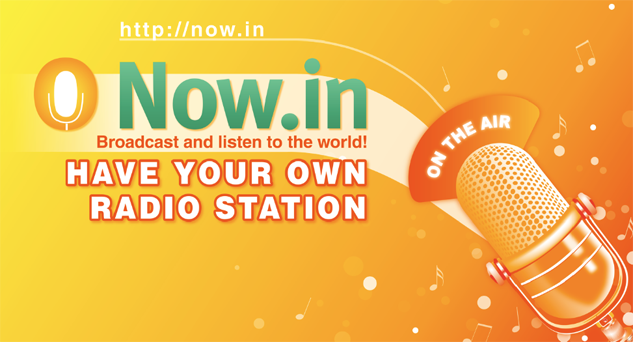 http://now.in
Now.in
Broadcast and listen to the world!
HAVE YOUR OWN
RADIO STATION
ON THE AIR